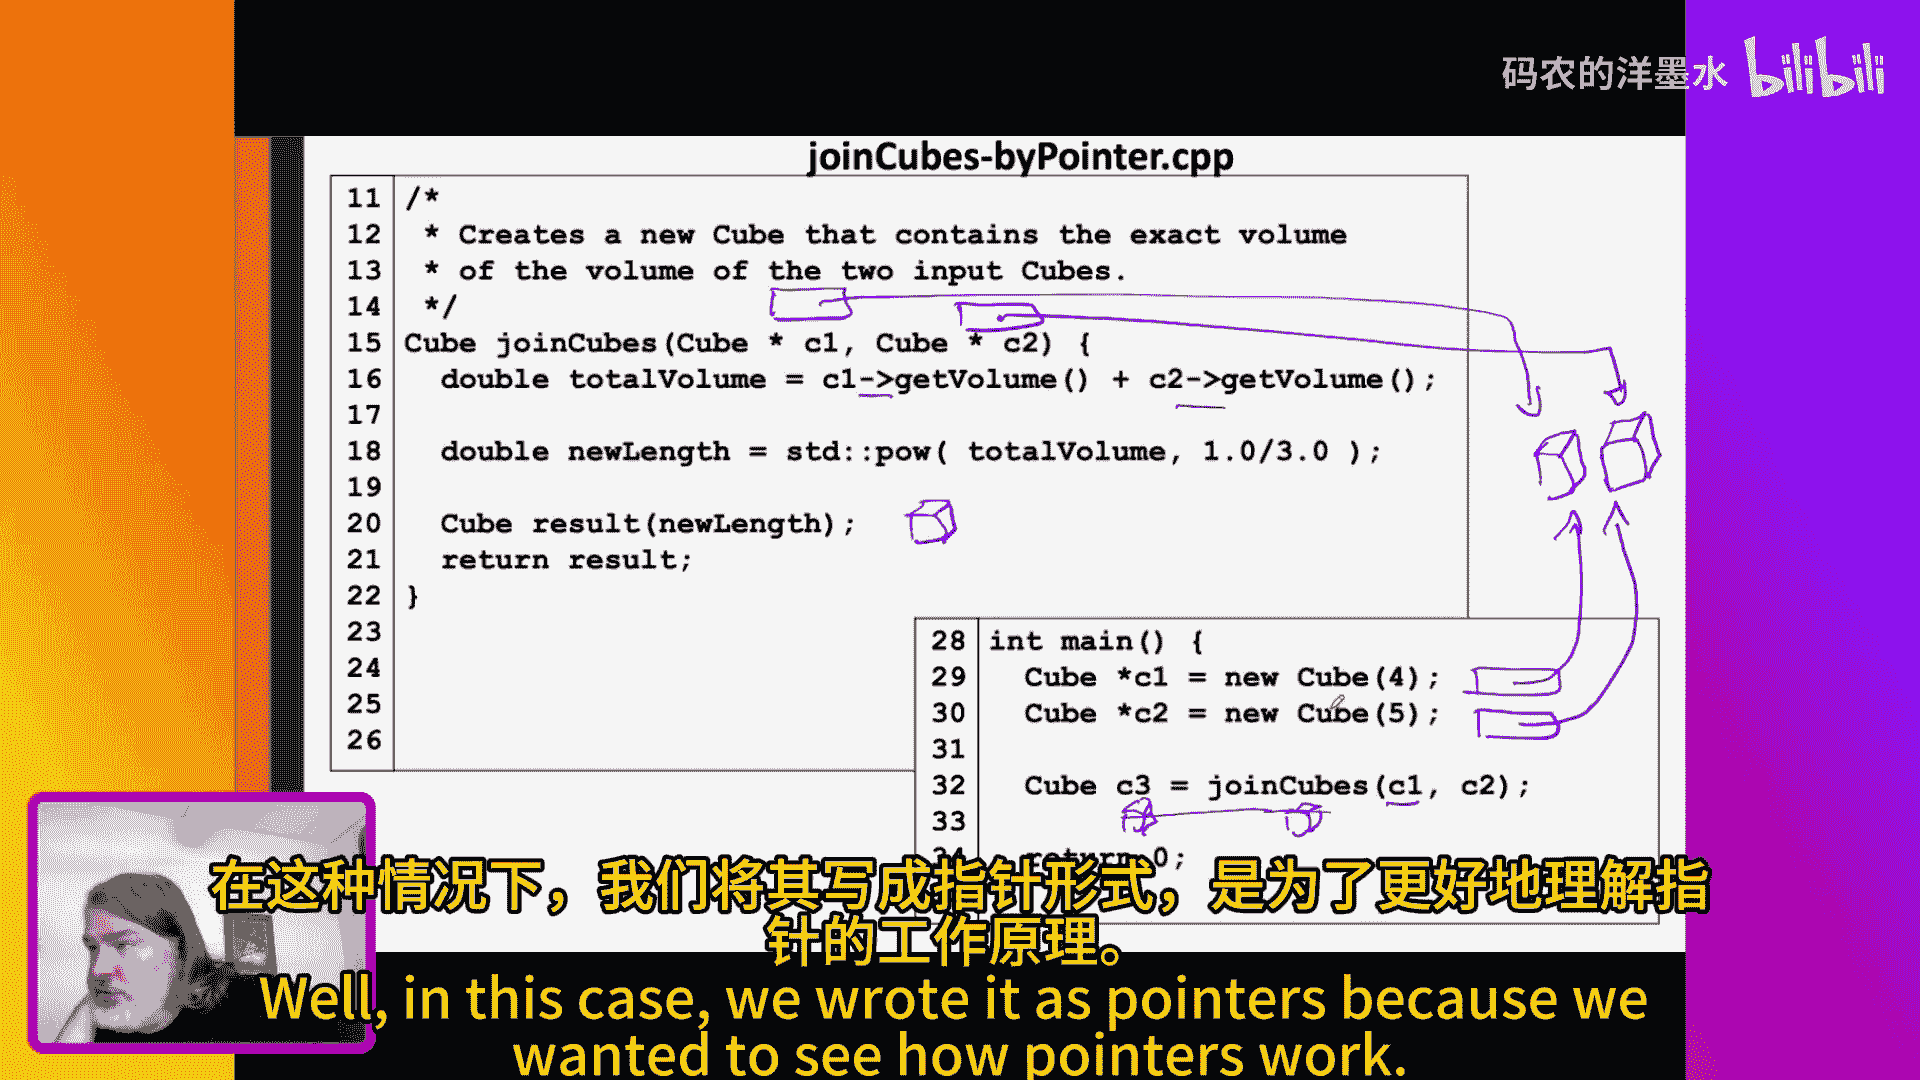 码农的洋墨水 bilibili
joinCubes-byPointer.cpp
11 /*
12  * Creates a new Cube that contains the exact volume
13  * of the volume of the two input Cubes.
14  */
15 Cube joinCubes(Cube * c1, Cube * c2) {
16   double totalVolume = c1->getVolume() + c2->getVolume();
17
18   double newLength = std::pow( totalVolume, 1.0/3.0 );
19
20   Cube result(newLength);
21   return result;
22 }
23
24
25
26
28 int main() {
29   Cube *c1 = new Cube(4);
30   Cube *c2 = new Cube(5);
31
32   Cube c3 = joinCubes(c1, c2);
33
34   return 0;
在这种情况下，我们将其写成指针形式，是为了更好地理解指
针的工作原理。
Well, in this case, we wrote it as pointers because we
wanted to see how pointers work.